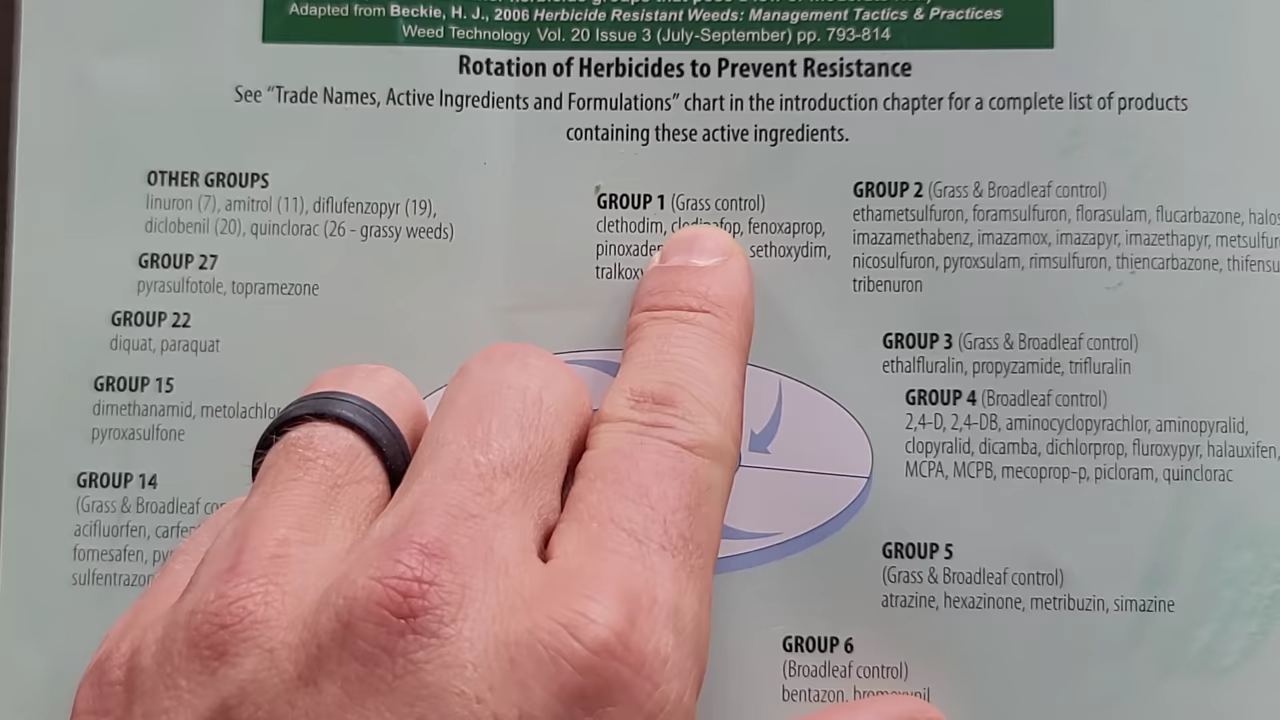 Adapted from Beckie, H. J., 2006 Herbicide Resistant Weeds: Management Tactics & Practices
Weed Technology Vol. 20 Issue 3 (July-September) pp. 793-814
Rotation of Herbicides to Prevent Resistance
See “Trade Names, Active Ingredients and Formulations” chart in the introduction chapter for a complete list of products
containing these active ingredients.
OTHER GROUPS
linuron (7), amitrol (11), diflufenzopyr (19),
diclobenil (20), quinclorac (26 - grassy weeds)
GROUP 27
pyrasulfotole, topramezone
GROUP 22
diquat, paraquat
GROUP 15
dimethanamid, metolachlor
pyroxasulfone
GROUP 14
(Grass & Broadleaf
acifluorfen,
fomesafen,
GROUP 1 (Grass control)
clethodim, clodinafop, fenoxaprop,
sethoxydim,
GROUP 2 (Grass & Broadleaf control)
ethametsulfuron, foramsulfuron, florasulam, flucarbazone,
imazamethabenz, imazamox, imazapyr, imazethapyr,
nicosulfuron, pyroxsulam, rimsulfuron, thiencarbazone,
tribenuron
GROUP 3 (Grass & Broadleaf control)
ethalfluralin, propyzamide, trifluralin
GROUP 4 (Broadleaf control)
2,4-D, 2,4-DB, aminocyclopyrachlor, aminopyralid,
clopyralid, dicamba, dichlorprop, fluroxypyr, halauxifen,
MCPA, MCPB, mecoprop-p, picloram, quinclorac
GROUP 5
(Grass & Broadleaf control)
atrazine, hexazinone, metribuzin, simazine
GROUP 6
(Broadleaf control)
bentazon,